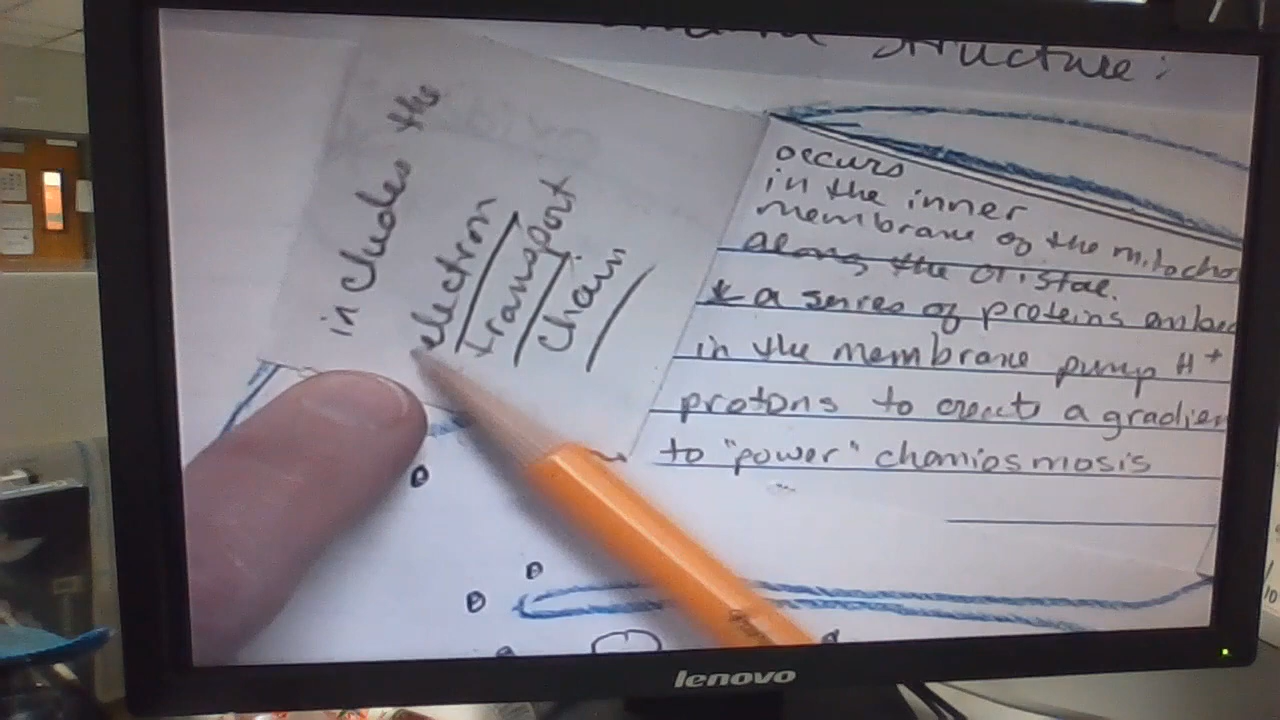 Structure:
includes the
electron
transport
chain
occurs
in the inner
membrane of the mitocho
along the cristae.
* a series of proteins embed
in the membrane pump H+
protons to create a gradien
to "power" chemiosmosis
lenovo